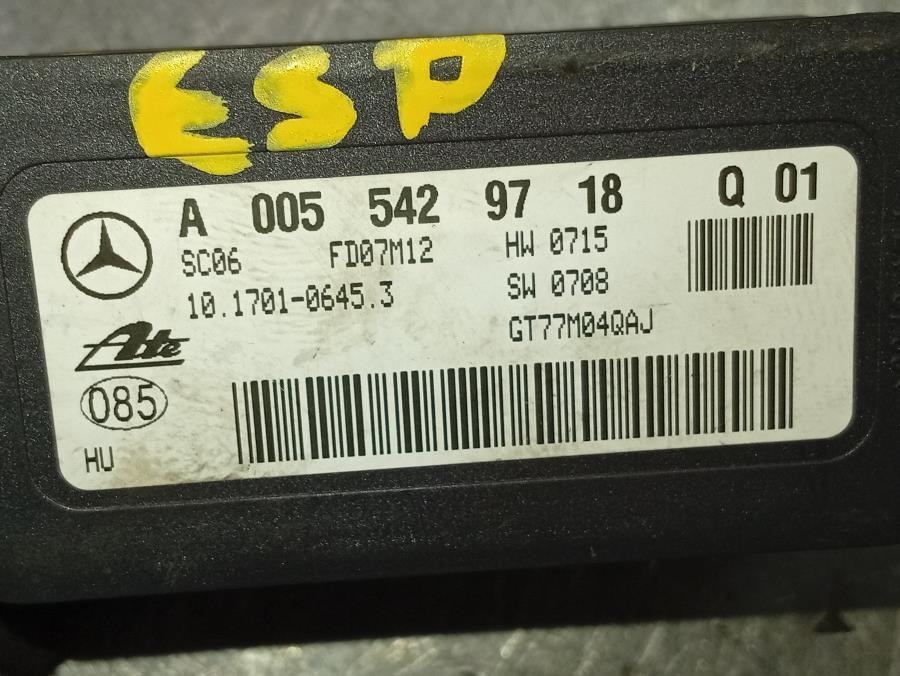 ESP
A 005 542 97 18 Q 01
SC06 FD07M12 HW 0715
10.1701-0645.3 SW 0708
GT77M04QAJ
Ate
085
HU